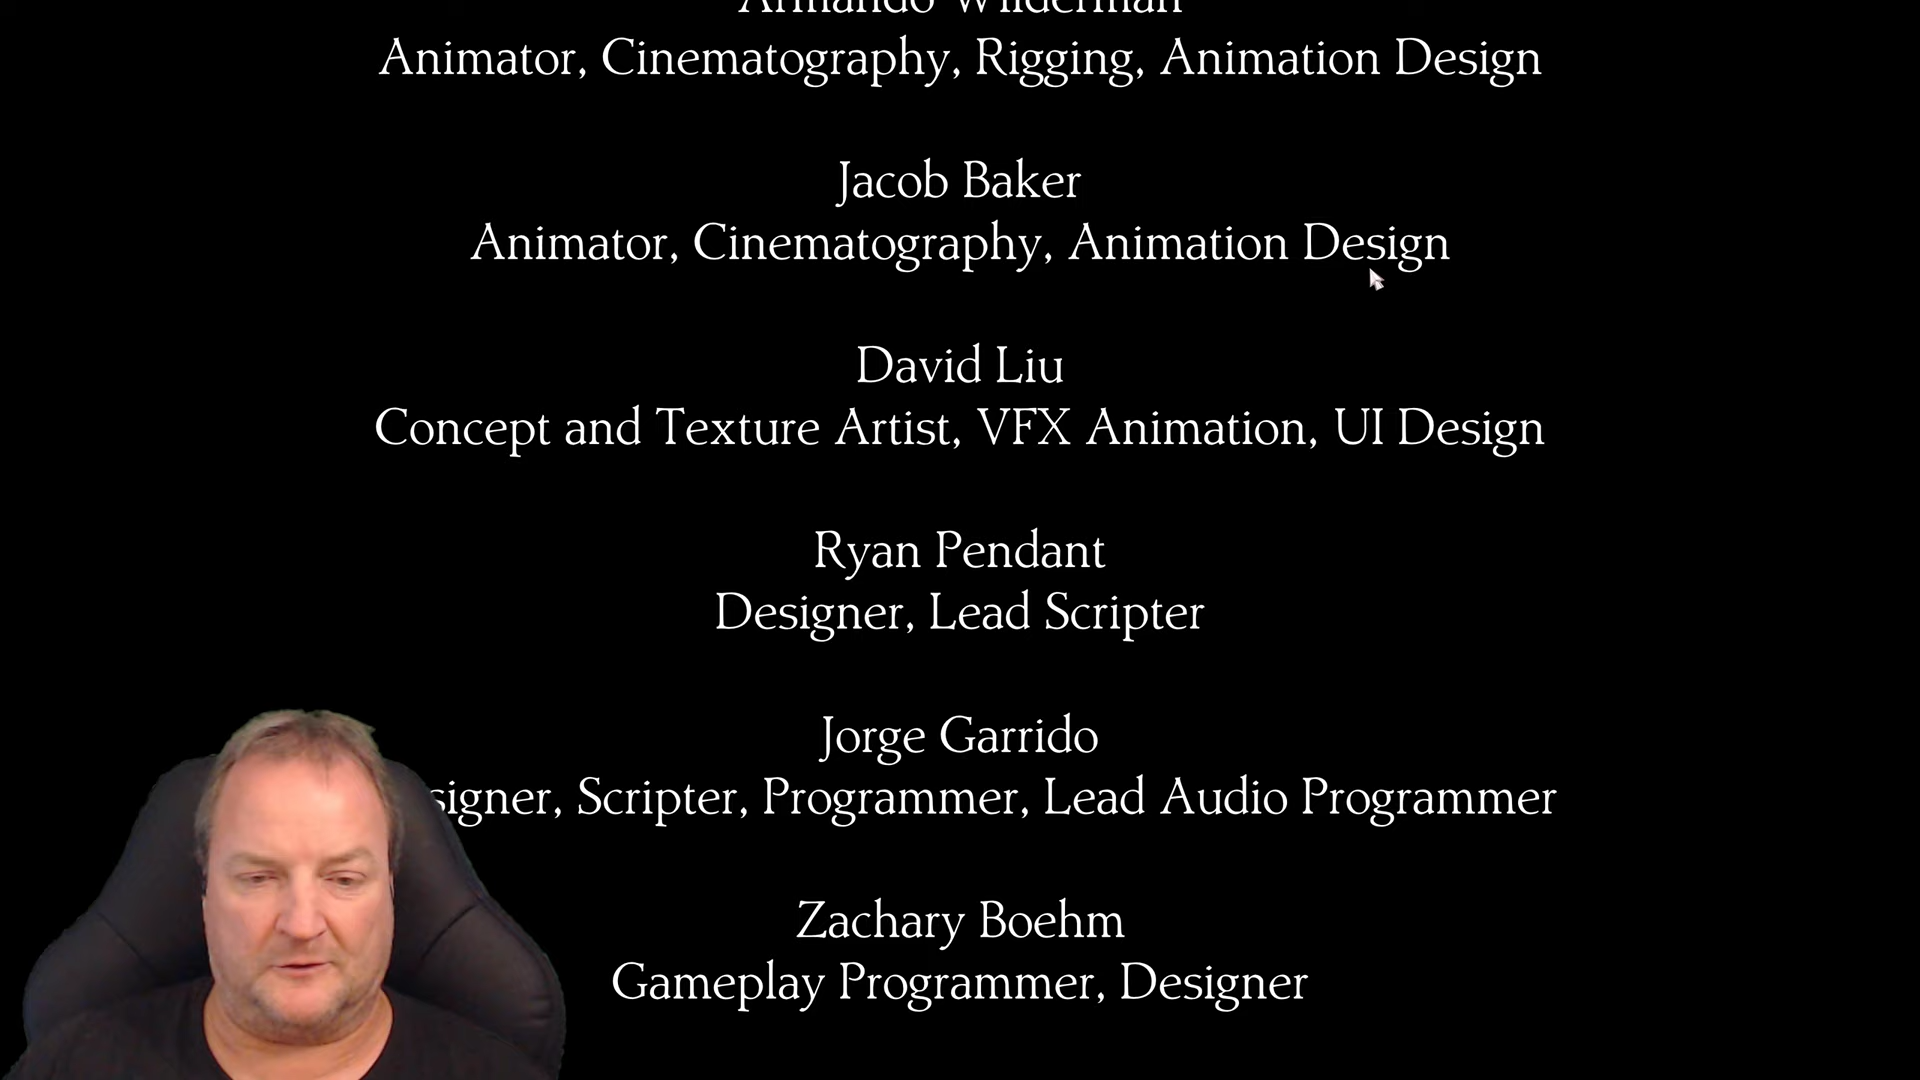 Armando Wilderman
Animator, Cinematography, Rigging, Animation Design
Jacob Baker
Animator, Cinematography, Animation Design
David Liu
Concept and Texture Artist, VFX Animation, UI Design
Ryan Pendant
Designer, Lead Scripter
Jorge Garrido
signer, Scripter, Programmer, Lead Audio Programmer
Zachary Boehm
Gameplay Programmer, Designer